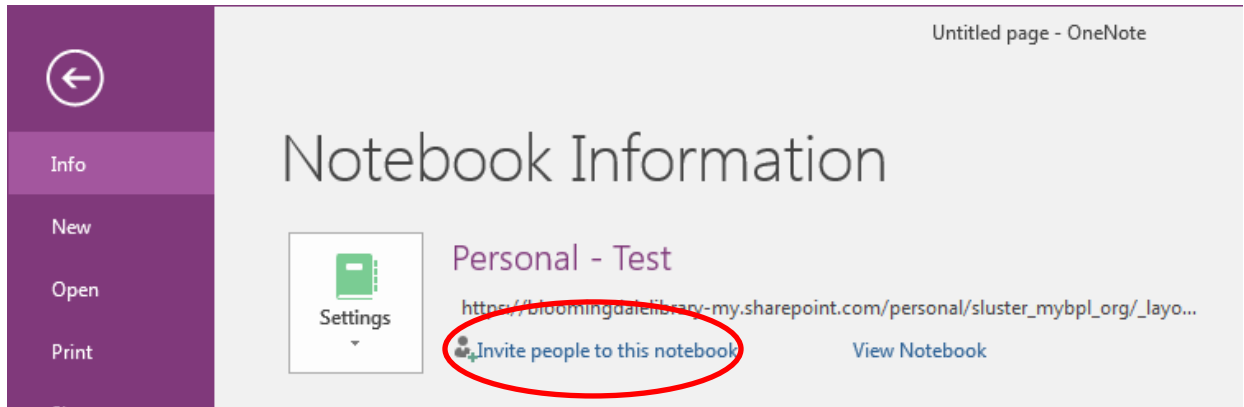 Untitled page - OneNote
Info
New
Open
Print
Notebook Information
Settings
Personal - Test
https://bloomingdalelibrary-my.sharepoint.com/personal/sluster_mybpl_org/_layo...
Invite people to this notebook
View Notebook